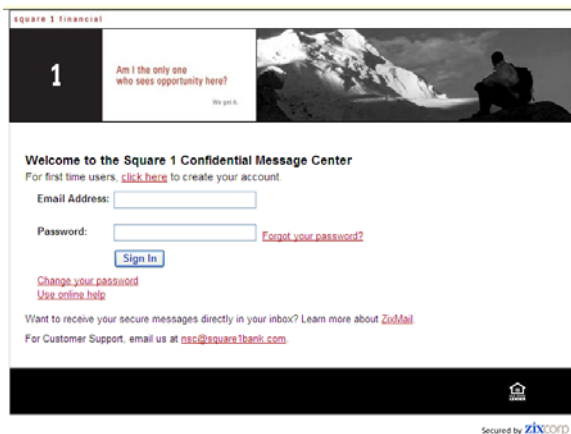 square 1 financial
1
Am I the only one
who sees opportunity here?
We get it.
Welcome to the Square 1 Confidential Message Center
For first time users, click here to create your account.
Email Address:
Password:
Forgot your password?
Sign In
Change your password
Use online help
Want to receive your secure messages directly in your inbox? Learn more about ZixMail.
For Customer Support, email us at nsc@square1bank.com.
Secured by zixcorp